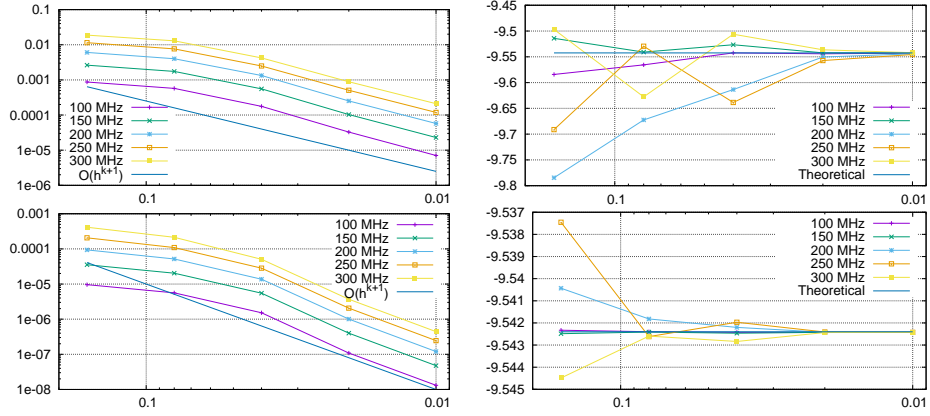 0.1
0.01
0.001
0.0001
1e-05
1e-06
100 MHz
150 MHz
200 MHz
250 MHz
300 MHz
O(h^{k+1})
0.1
0.01
-9.45
-9.5
-9.55
-9.6
-9.65
-9.7
-9.75
-9.8
100 MHz
150 MHz
200 MHz
250 MHz
300 MHz
Theoretical
0.1
0.01
0.001
0.0001
1e-05
1e-06
1e-07
1e-08
100 MHz
150 MHz
200 MHz
250 MHz
300 MHz
O(h^{k+1})
0.1
0.01
-9.537
-9.538
-9.539
-9.54
-9.541
-9.542
-9.543
-9.544
-9.545
100 MHz
150 MHz
200 MHz
250 MHz
300 MHz
Theoretical
0.1
0.01